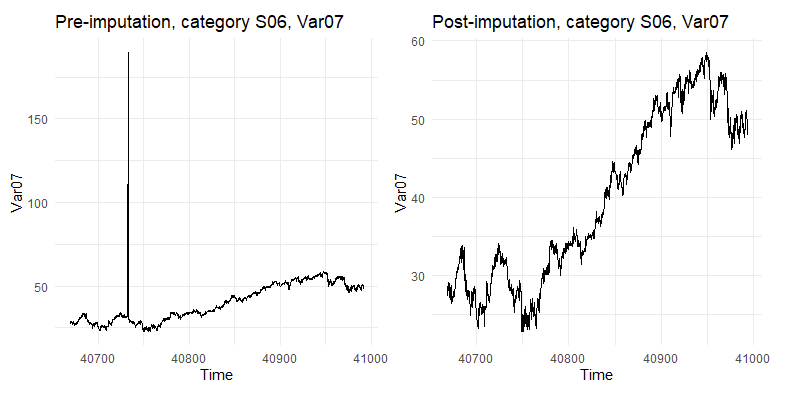 Pre-imputation, category S06, Var07
Var07
150
100
50
40700 40800 40900 41000
Time
Post-imputation, category S06, Var07
Var07
60
50
40
30
40700 40800 40900 41000
Time